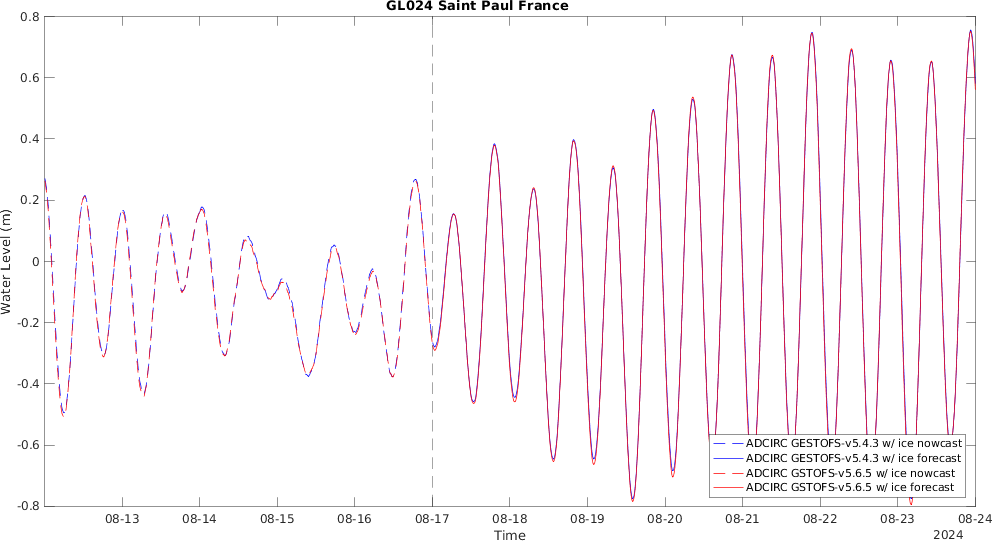 GL024 Saint Paul France
0.8
0.6
0.4
0.2
0
-0.2
-0.4
-0.6
-0.8
Water Level (m)
ADCIRC GESTOFS-v5.4.3 w/ ice nowcast
ADCIRC GESTOFS-v5.4.3 w/ ice forecast
ADCIRC GSTOFS-v5.6.5 w/ ice nowcast
ADCIRC GSTOFS-v5.6.5 w/ ice forecast
08-13 08-14 08-15 08-16 08-17 08-18 08-19 08-20 08-21 08-22 08-23 08-24
Time
2024